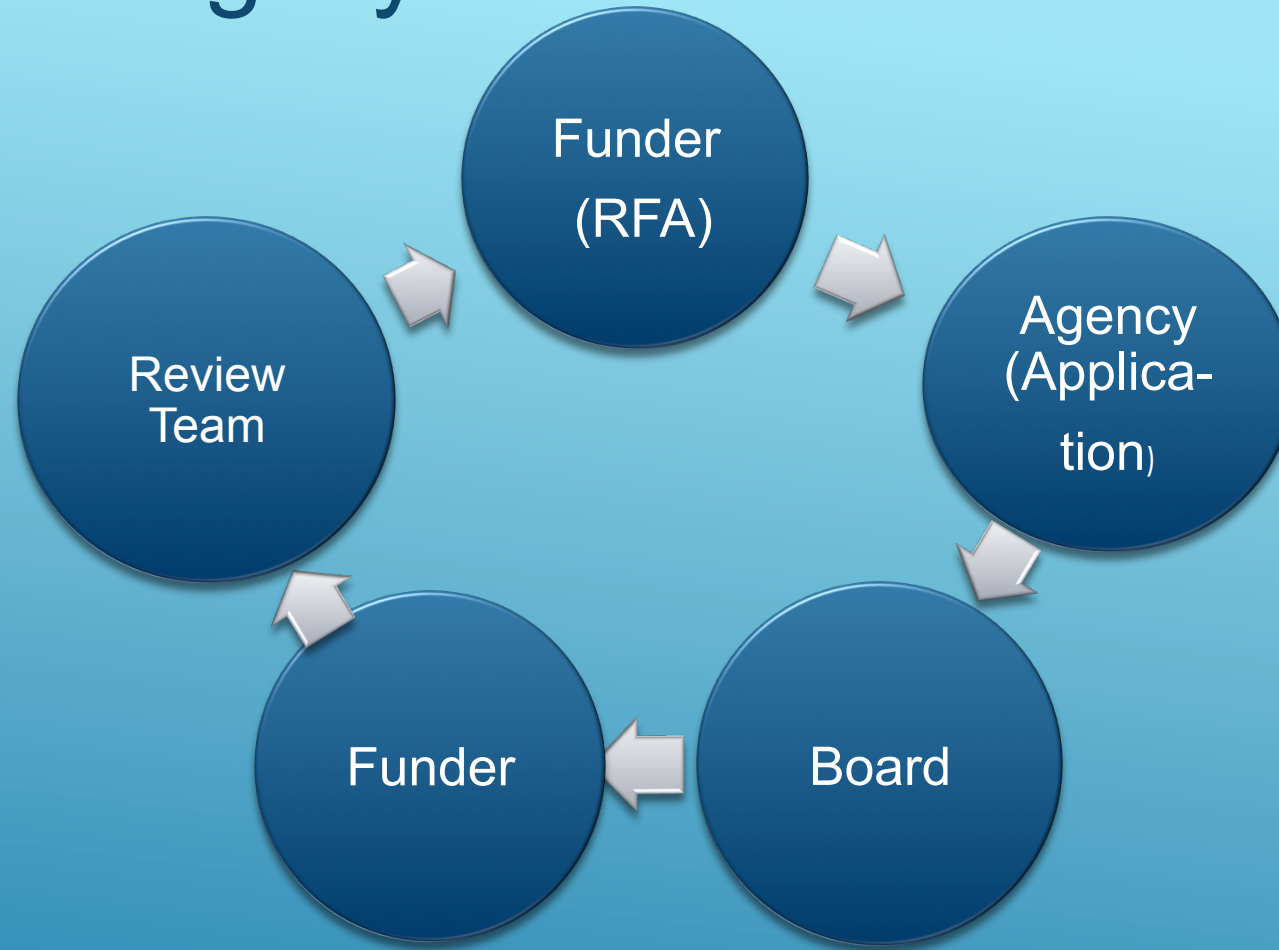 Funder
(RFA)
Agency
(Applica-
tion)
Board
Funder
Review
Team